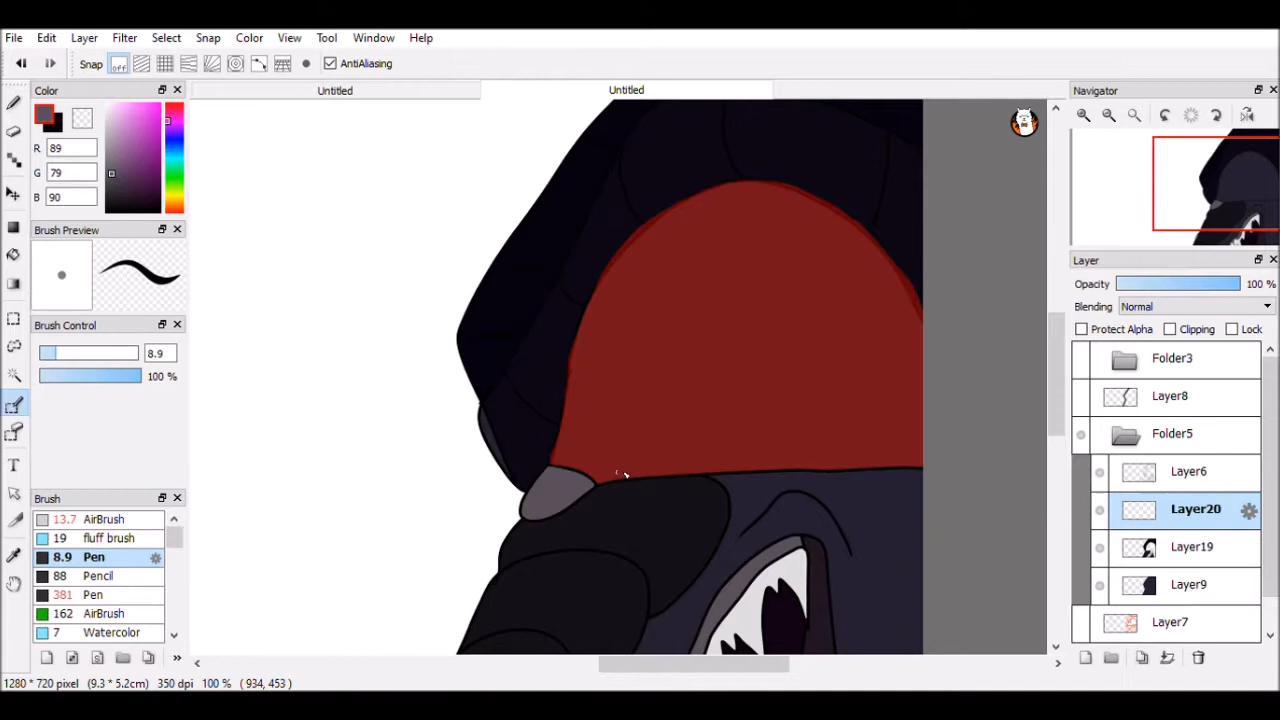 File Edit Layer Filter Select Snap Color View Tool Window Help
Snap off AntiAliasing
Color
Untitled
Untitled
Navigator
R 89
G 79
B 90
Brush Preview
Brush Control
8.9
100 %
Layer
Opacity 100 %
Blending Normal
Protect Alpha Clipping Lock
Folder3
Layer8
Folder5
Layer6
Layer20
Layer19
Layer9
Layer7
Brush
13.7 AirBrush
19 fluff brush
8.9 Pen
88 Pencil
381 Pen
162 AirBrush
7 Watercolor
1280 * 720 pixel (9.3 * 5.2cm) 350 dpi 100 % ( 934, 453 )